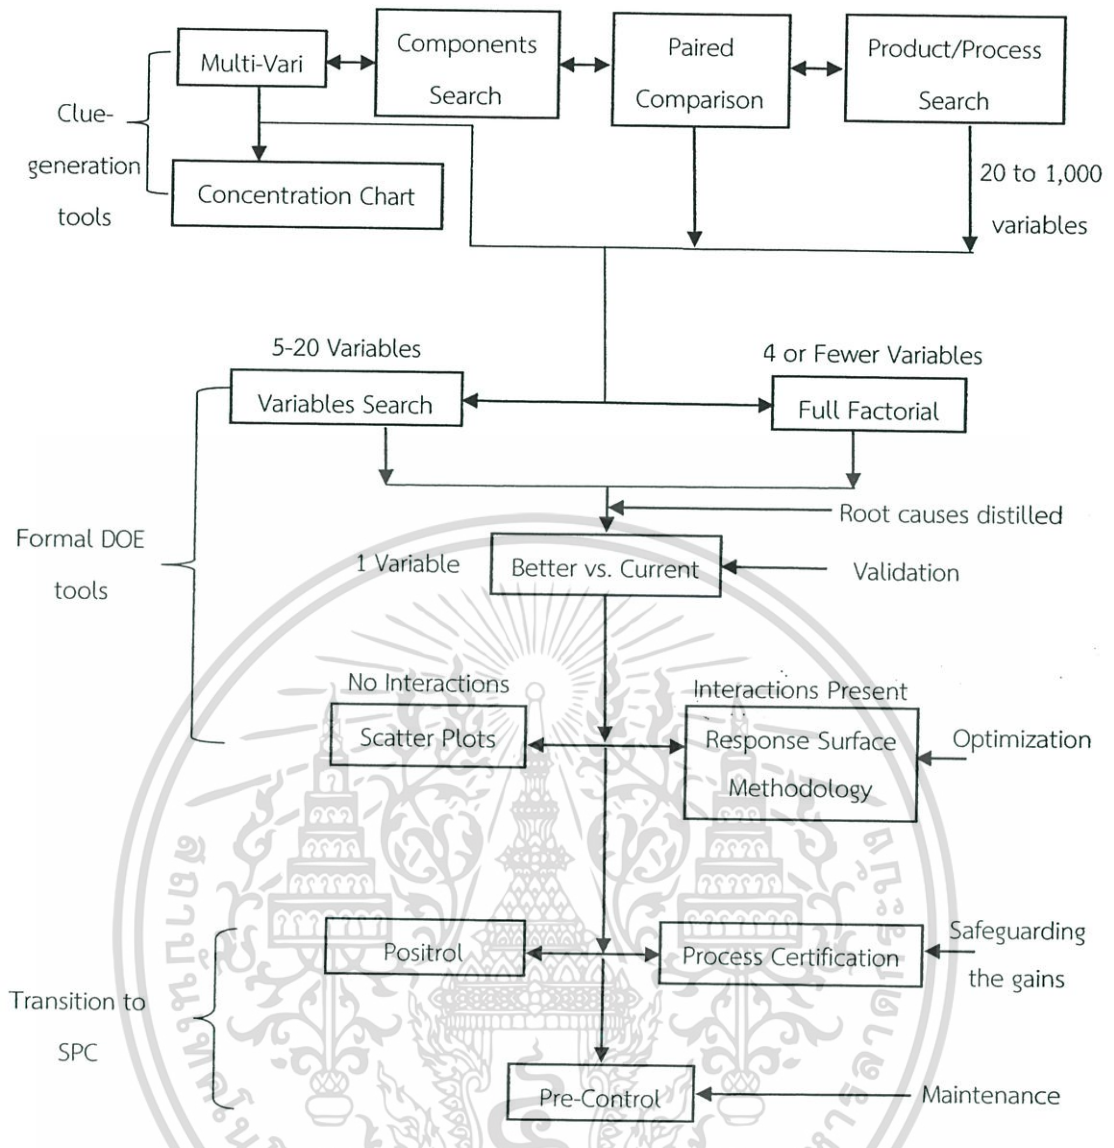 Multi-Vari
Components
Search
Paired
Comparison
Product/Process
Search
Clue-
generation
tools
Concentration Chart
20 to 1,000
variables
5-20 Variables
4 or Fewer Variables
Variables Search
Full Factorial
Root causes distilled
Formal DOE
tools
1 Variable
Better vs. Current
Validation
No Interactions
Interactions Present
Scatter Plots
Response Surface
Methodology
Optimization
Positrol
Process Certification
Safeguarding
the gains
Transition to
SPC
Pre-Control
Maintenance